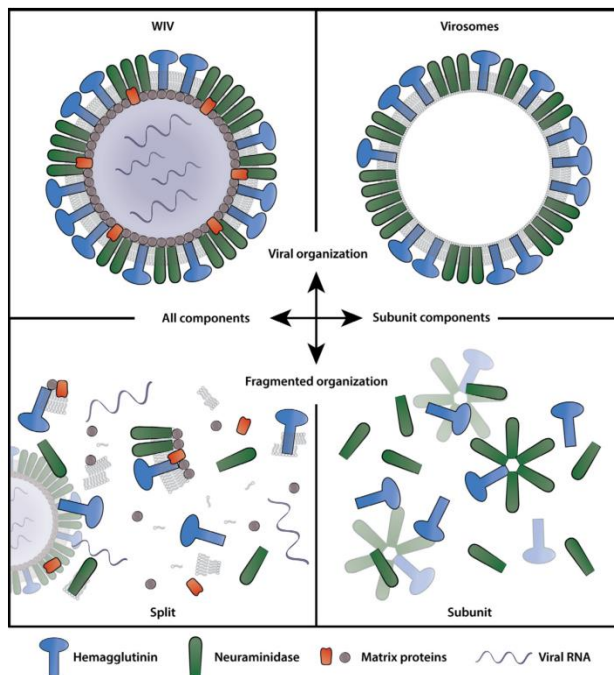 WIV
Virosomes
Viral organization
All components
Subunit components
Fragmented organization
Split
Subunit
Hemagglutinin
Neuraminidase
Matrix proteins
Viral RNA